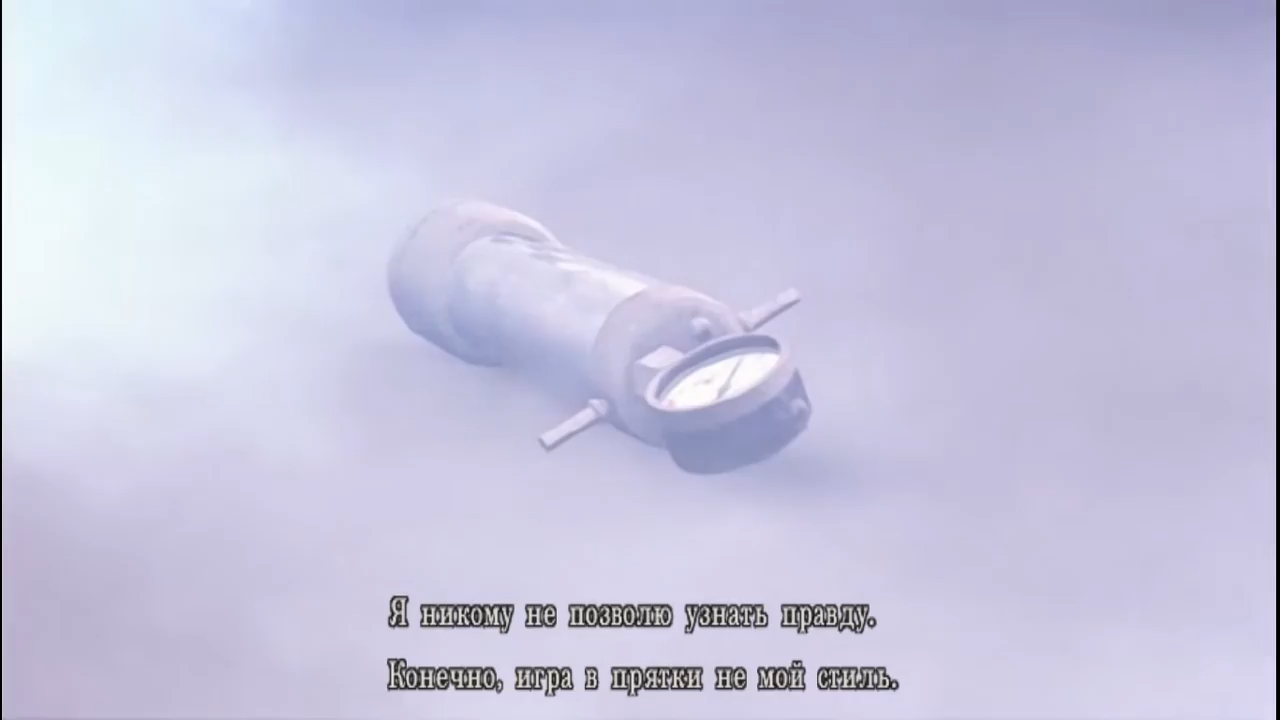 Я никому не позволю узнать правду.
Конечно, игра в прятки не мой стиль.